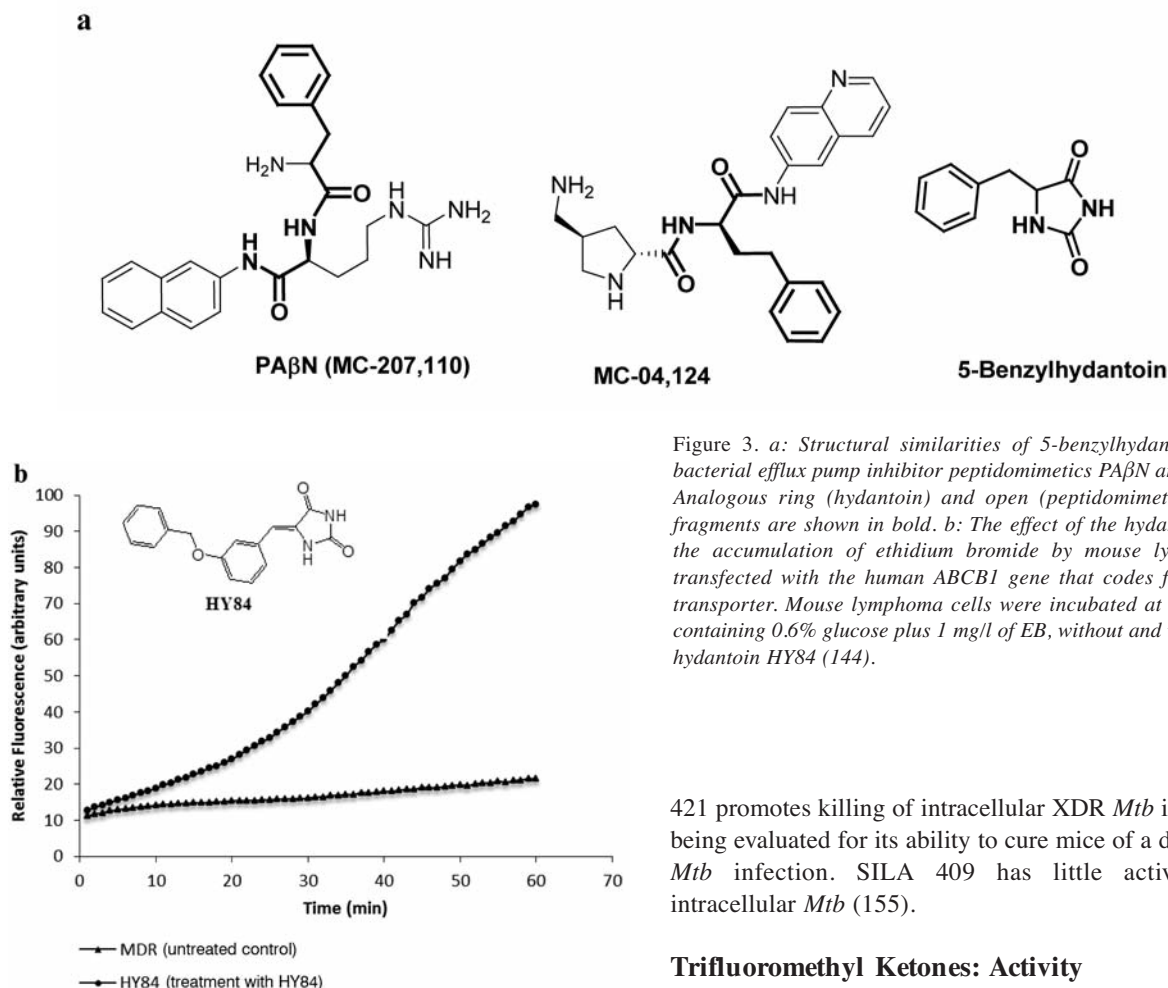 a
H2N
O
HN
H
N
NH2
NH
H
N
O
PAβN (MC-207,110)
NH2
N
H
O
H
N
O
NH
N
MC-04,124
O
NH
HN
O
5-Benzylhydantoin
b
Relative Fluorescence (arbitrary units)
100
90
80
70
60
50
40
30
20
10
0
O
O
NH
N
H
O
HY84
0 10 20 30 40 50 60 70
Time (min)
MDR (untreated control)
HY84 (treatment with HY84)
Figure 3. a: Structural similarities of 5-benzylhydan
bacterial efflux pump inhibitor peptidomimetics PAβN a
Analogous ring (hydantoin) and open (peptidomimet
fragments are shown in bold. b: The effect of the hyda
the accumulation of ethidium bromide by mouse ly
transfected with the human ABCB1 gene that codes f
transporter. Mouse lymphoma cells were incubated at
containing 0.6% glucose plus 1 mg/l of EB, without and
hydantoin HY84 (144).
421 promotes killing of intracellular XDR Mtb i
being evaluated for its ability to cure mice of a d
Mtb infection. SILA 409 has little activ
intracellular Mtb (155).
Trifluoromethyl Ketones: Activity